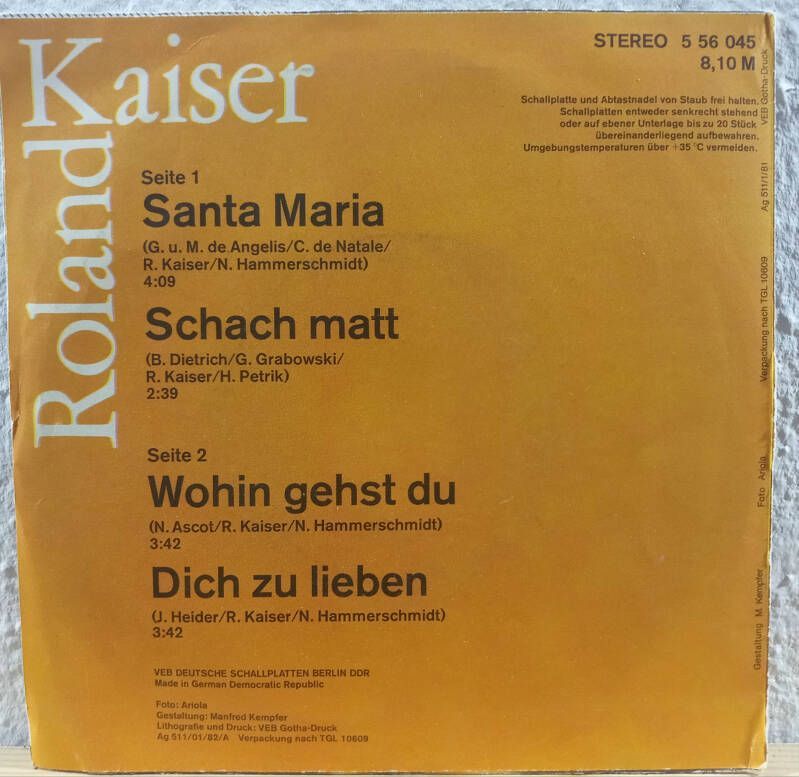 Roland Kaiser
STEREO 5 56 045
8,10 M
Schallplatte und Abtastnadel von Staub frei halten.
Schallplatten entweder senkrecht stehend
oder auf ebener Unterlage bis zu 20 Stück
übereinanderliegend aufbewahren.
Umgebungstemperaturen über +35 °C vermeiden.
Seite 1
Santa Maria
(G. u. M. de Angelis/C. de Natale/
R. Kaiser/N. Hammerschmidt)
4:09
Schach matt
(B. Dietrich/G. Grabowski/
R. Kaiser/H. Petrik)
2:39
Seite 2
Wohin gehst du
(N. Ascot/R. Kaiser/N. Hammerschmidt)
3:42
Dich zu lieben
(J. Heider/R. Kaiser/N. Hammerschmidt)
3:42
VEB DEUTSCHE SCHALLPLATTEN BERLIN DDR
Made in German Democratic Republic
Foto: Ariola
Gestaltung: Manfred Kempfer
Lithografie und Druck: VEB Gotha-Druck
Ag 511/01/82/A Verpackung nach TGL 10609
Gestaltung M. Kempfer Foto Ariola Verpackung nach TGL 10609 Ag 511/1/81 VEB Gotha-Druck